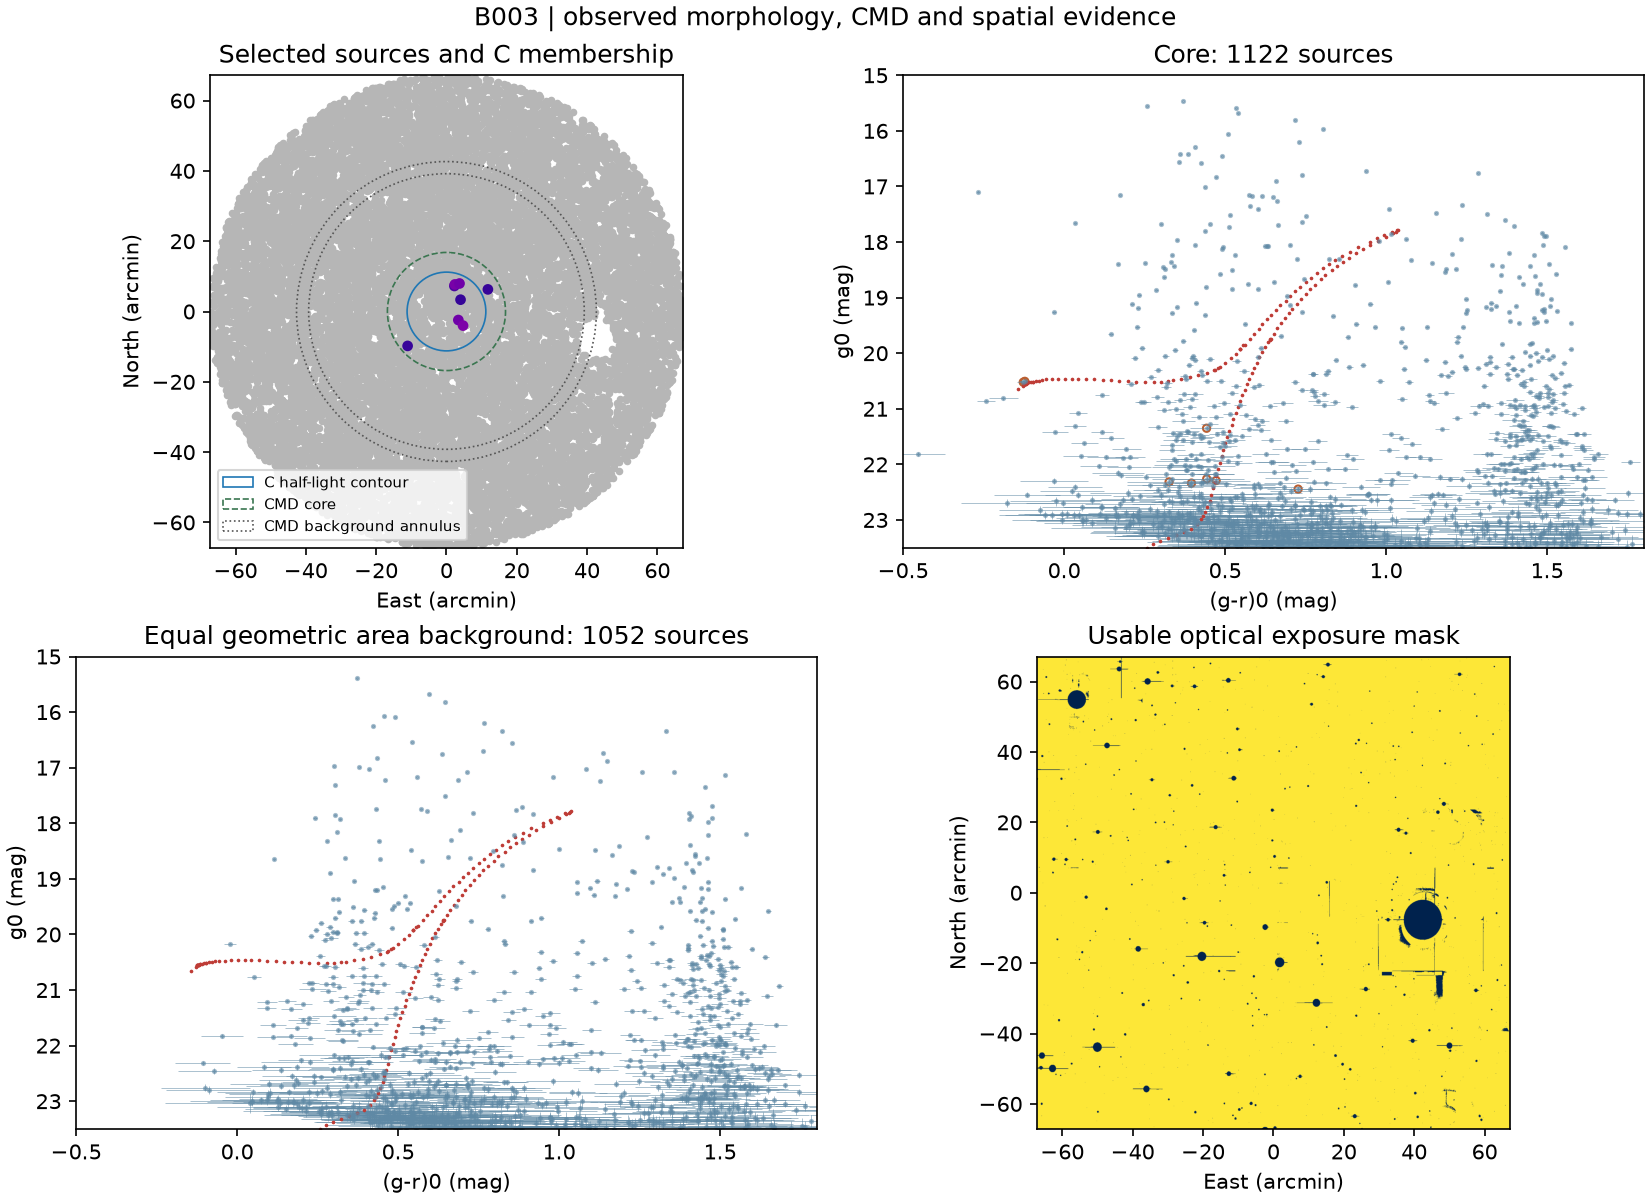 B003 | observed morphology, CMD and spatial evidence
Selected sources and C membership
60
40
20
0
−20
−40
−60
North (arcmin)
C half-light contour
CMD core
CMD background annulus
−60 −40 −20 0 20 40 60
East (arcmin)
Core: 1122 sources
15
16
17
18
19
20
21
22
23
g0 (mag)
−0.5 0.0 0.5 1.0 1.5
(g-r)0 (mag)
Equal geometric area background: 1052 sources
15
16
17
18
19
20
21
22
23
g0 (mag)
−0.5 0.0 0.5 1.0 1.5
(g-r)0 (mag)
Usable optical exposure mask
60
40
20
0
−20
−40
−60
North (arcmin)
−60 −40 −20 0 20 40 60
East (arcmin)